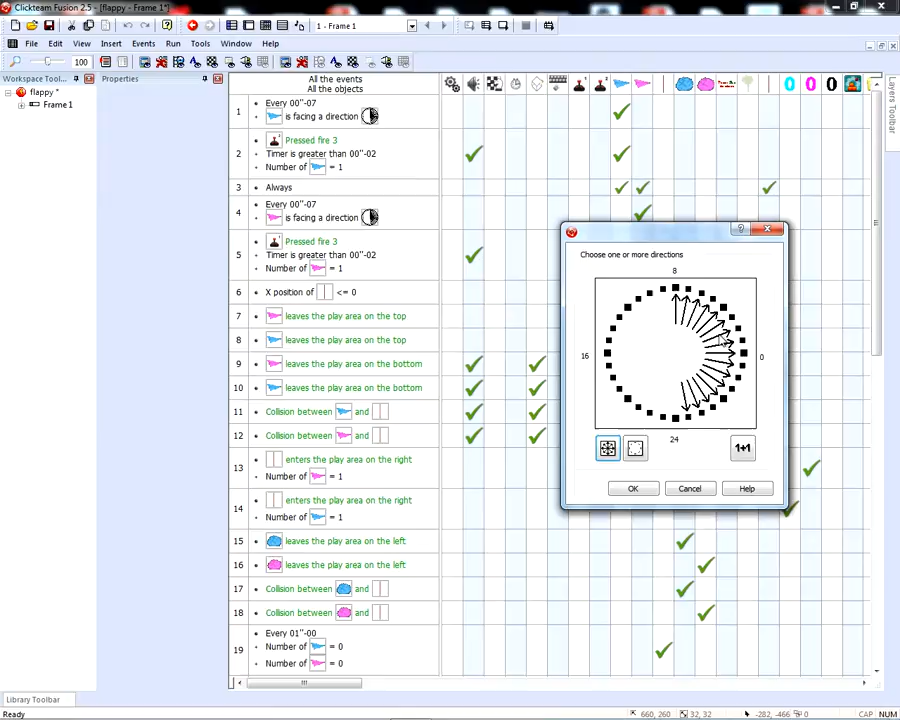 Clickteam Fusion 2.5 - [flappy - Frame 1*]
1 - Frame 1
File Edit View Insert Events Run Tools Window Help
100
Workspace Tool...
Properties
flappy *
Frame 1
All the events
All the objects
Layers Toolbar
1
Every 00"-07
is facing a direction
2
Pressed fire 3
Timer is greater than 00"-02
Number of = 1
3
Always
4
Every 00"-07
is facing a direction
5
Pressed fire 3
Timer is greater than 00"-02
Number of = 1
6
X position of <= 0
7
leaves the play area on the top
8
leaves the play area on the top
9
leaves the play area on the bottom
10
leaves the play area on the bottom
11
Collision between and
12
Collision between and
13
enters the play area on the right
Number of = 1
14
enters the play area on the right
Number of = 1
15
leaves the play area on the left
16
leaves the play area on the left
17
Collision between and
18
Collision between and
19
Every 01"-00
Number of = 0
Number of = 0
Choose one or more directions
8
16
0
24
1+1
OK Cancel Help
Library Toolbar
Ready
660, 260
32, 32
-282, -466
0
CAP
NUM